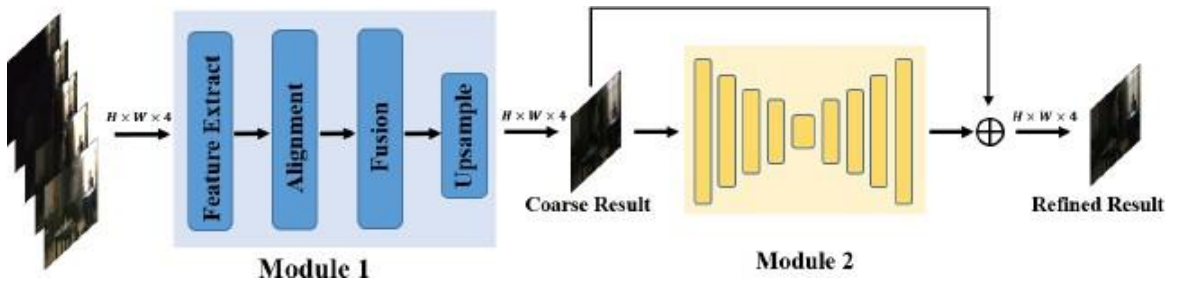 H × W × 4
Feature Extract
Alignment
Fusion
Upsample
Module 1
H × W × 4
Coarse Result
Module 2
H × W × 4
Refined Result